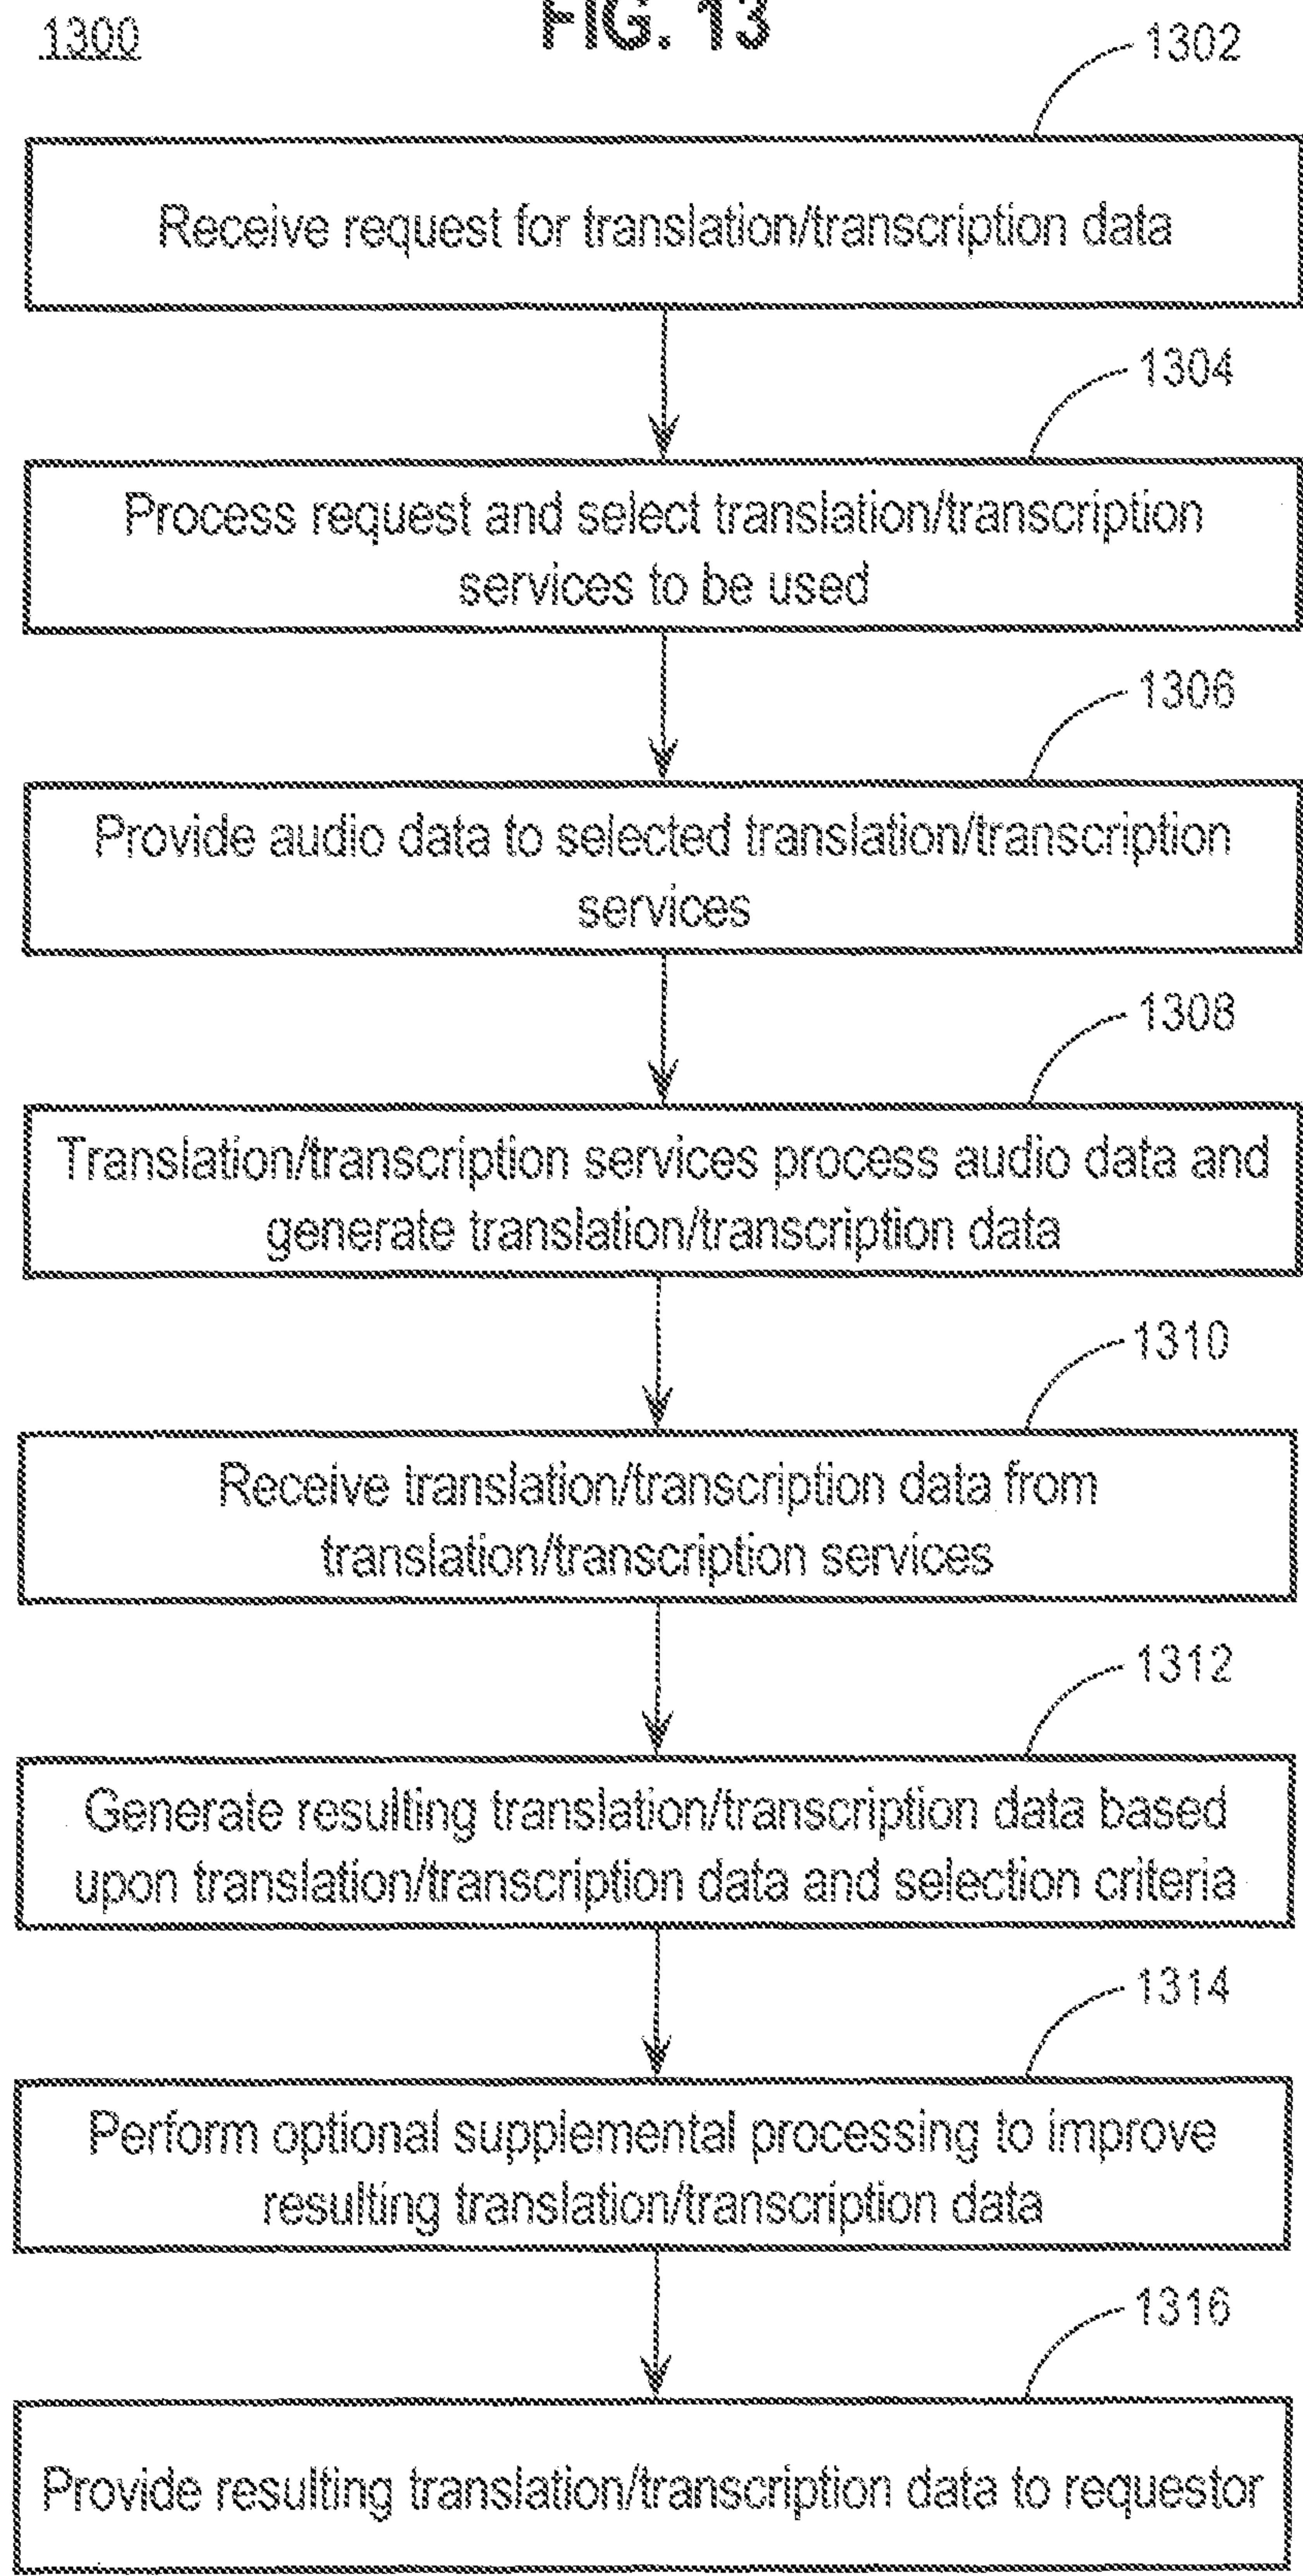 1300
FIG. 13
1302
Receive request for translation/transcription data
1304
Process request and select translation/transcription
services to be used
1306
Provide audio data to selected translation/transcription
services
1308
Translation/transcription services process audio data and
generate translation/transcription data
1310
Receive translation/transcription data from
translation/transcription services
1312
Generate resulting translation/transcription data based
upon translation/transcription data and selection criteria
1314
Perform optional supplemental processing to improve
resulting translation/transcription data
1316
Provide resulting translation/transcription data to requestor